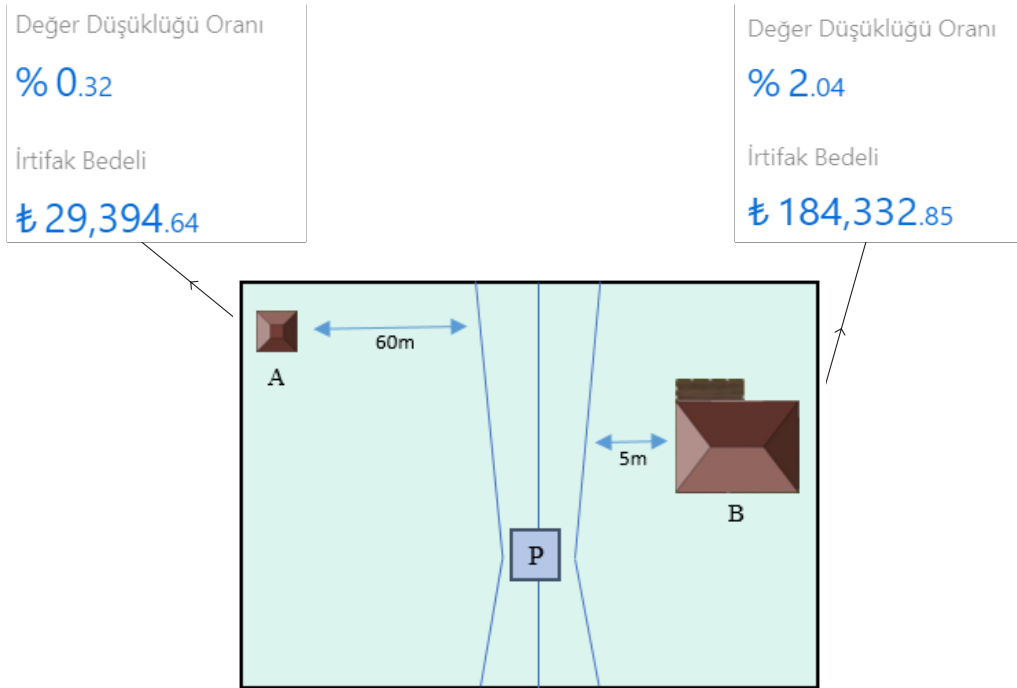 Değer Düşüklüğü Oranı
% 0.32
İrtifak Bedeli
₺ 29,394.64
Değer Düşüklüğü Oranı
% 2.04
İrtifak Bedeli
₺ 184,332.85
60m
A
5m
B
P